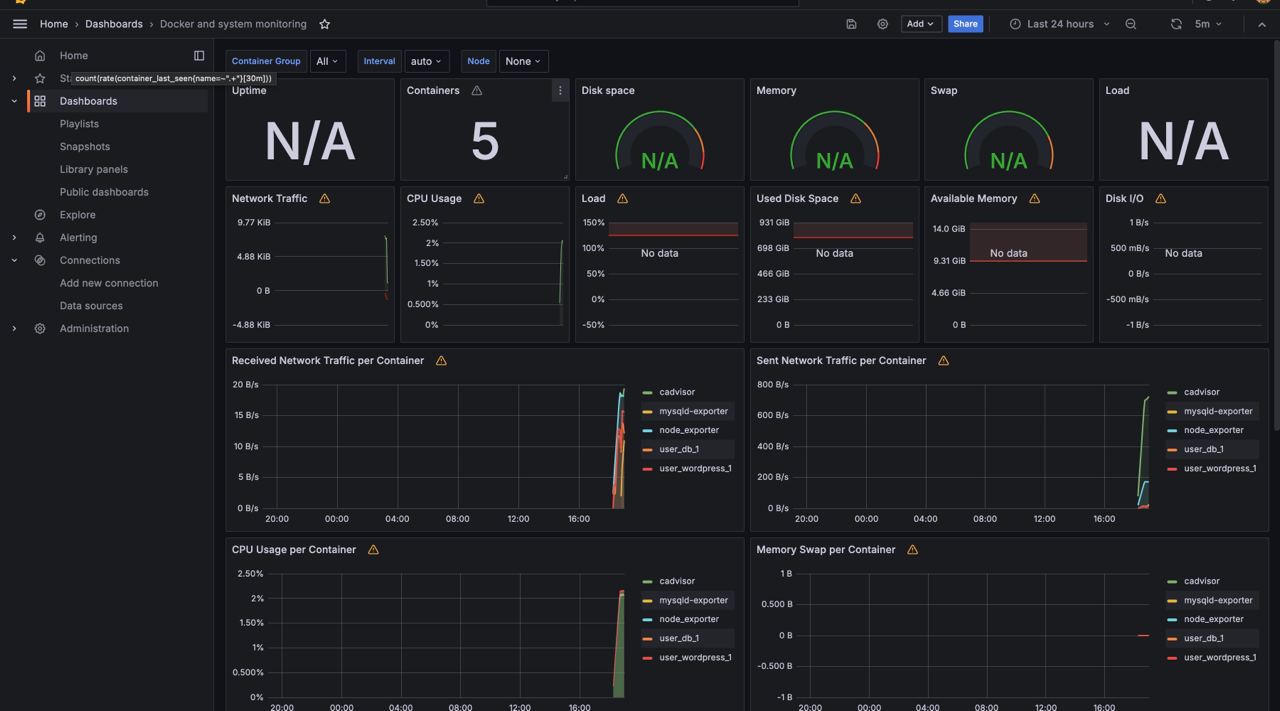 Home > Dashboards > Docker and system monitoring
Add
Share
Last 24 hours
5m
Home
count(rate(container_last_seen{name=~".+"}[30m]))
Dashboards
Playlists
Snapshots
Library panels
Public dashboards
Explore
Alerting
Connections
Add new connection
Data sources
Administration
Container Group All Interval auto Node None
Uptime
N/A
Containers
5
Disk space
N/A
Memory
N/A
Swap
N/A
Load
N/A
Network Traffic
9.77 KiB
4.88 KiB
0 B
-4.88 KiB
CPU Usage
2.50%
2%
1.50%
1%
0.500%
0%
Load
150%
100%
50%
0%
-50%
No data
Used Disk Space
931 GiB
698 GiB
466 GiB
233 GiB
0 B
No data
Available Memory
14.0 GiB
9.31 GiB
4.66 GiB
0 B
No data
Disk I/O
1 B/s
500 mB/s
0 B/s
-500 mB/s
-1 B/s
No data
Received Network Traffic per Container
20 B/s
15 B/s
10 B/s
5 B/s
0 B/s
20:00 00:00 04:00 08:00 12:00 16:00
cadvisor
mysqld-exporter
node_exporter
user_db_1
user_wordpress_1
Sent Network Traffic per Container
800 B/s
600 B/s
400 B/s
200 B/s
0 B/s
20:00 00:00 04:00 08:00 12:00 16:00
cadvisor
mysqld-exporter
node_exporter
user_db_1
user_wordpress_1
CPU Usage per Container
2.50%
2%
1.50%
1%
0.500%
0%
20:00 00:00 04:00 08:00 12:00 16:00
cadvisor
mysqld-exporter
node_exporter
user_db_1
user_wordpress_1
Memory Swap per Container
1 B
0.500 B
0 B
-0.500 B
-1 B
20:00 00:00 04:00 08:00 12:00 16:00
cadvisor
mysqld-exporter
node_exporter
user_db_1
user_wordpress_1